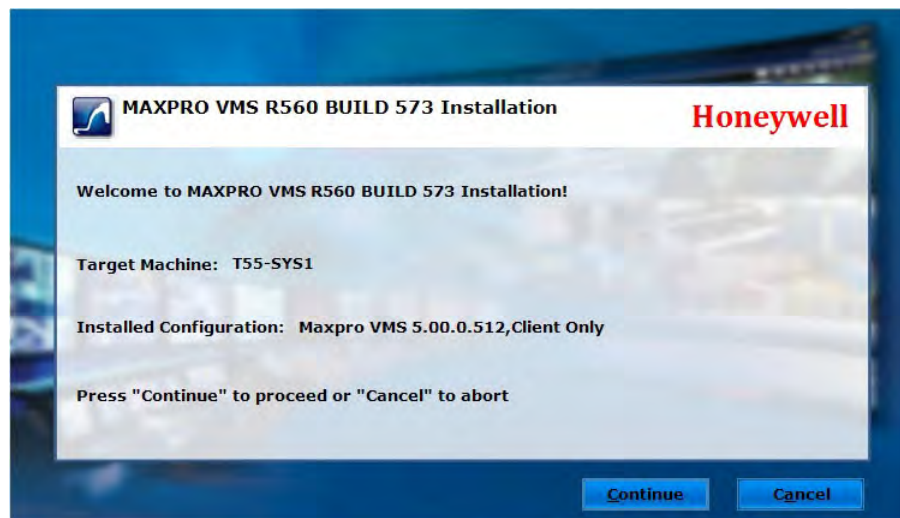 MAXPRO VMS R560 BUILD 573 Installation
Honeywell
Welcome to MAXPRO VMS R560 BUILD 573 Installation!
Target Machine: T55-SYS1
Installed Configuration: Maxpro VMS 5.00.0.512,Client Only
Press "Continue" to proceed or "Cancel" to abort
Continue
Cancel